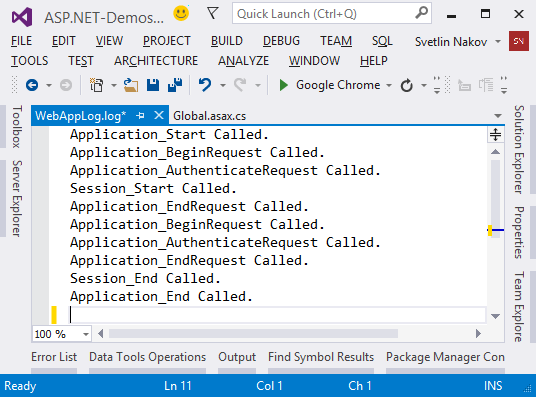 ASP.NET-Demos...
Quick Launch (Ctrl+Q)
FILE EDIT VIEW PROJECT BUILD DEBUG TEAM SQL Svetlin Nakov SN
TOOLS TEST ARCHITECTURE ANALYZE WINDOW HELP
Google Chrome
WebAppLog.log* Global.asax.cs
Toolbox
Server Explorer
Application_Start Called.
Application_BeginRequest Called.
Application_AuthenticateRequest Called.
Session_Start Called.
Application_EndRequest Called.
Application_BeginRequest Called.
Application_AuthenticateRequest Called.
Application_EndRequest Called.
Session_End Called.
Application_End Called.
Solution Explorer
Properties
Team Explore
100 %
Error List Data Tools Operations Output Find Symbol Results Package Manager Con
Ready Ln 11 Col 1 Ch 1 INS